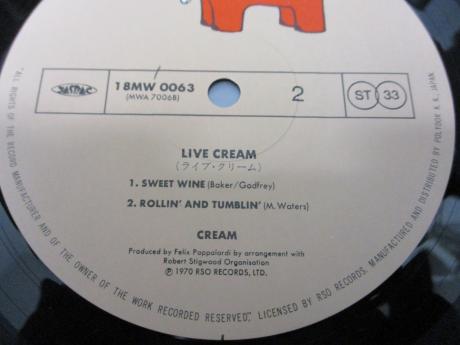 JASRAC
18MW 0063
(MWA 7006B)
2
ST 33
LIVE CREAM
(ライブ・クリーム)
1. SWEET WINE (Baker/Godfrey)
2. ROLLIN' AND TUMBLIN' (M. Waters)
CREAM
Produced by Felix Pappalardi by arrangement with
Robert Stigwood Organisation
Ⓟ 1970 RSO RECORDS, LTD.
ALL RIGHTS OF THE RECORD MANUFACTURER AND OF THE OWNER OF THE WORK RECORDED RESERVED. LICENSED BY RSO RECORDS. MANUFACTURED AND DISTRIBUTED BY POLYDOR K.K., JAPAN